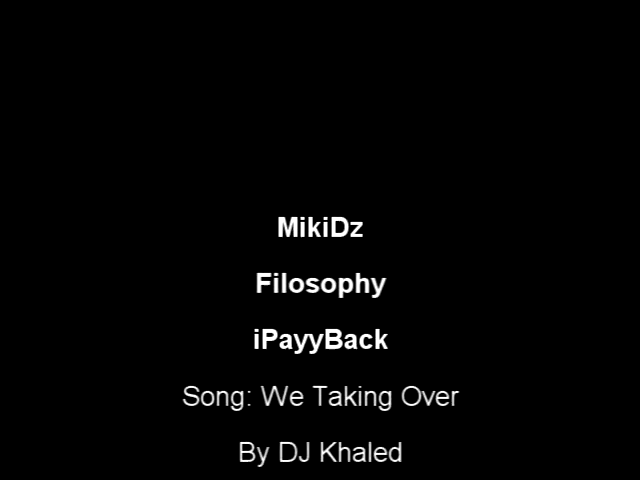 MikiDz
Filosophy
iPayyBack
Song: We Taking Over
By DJ Khaled